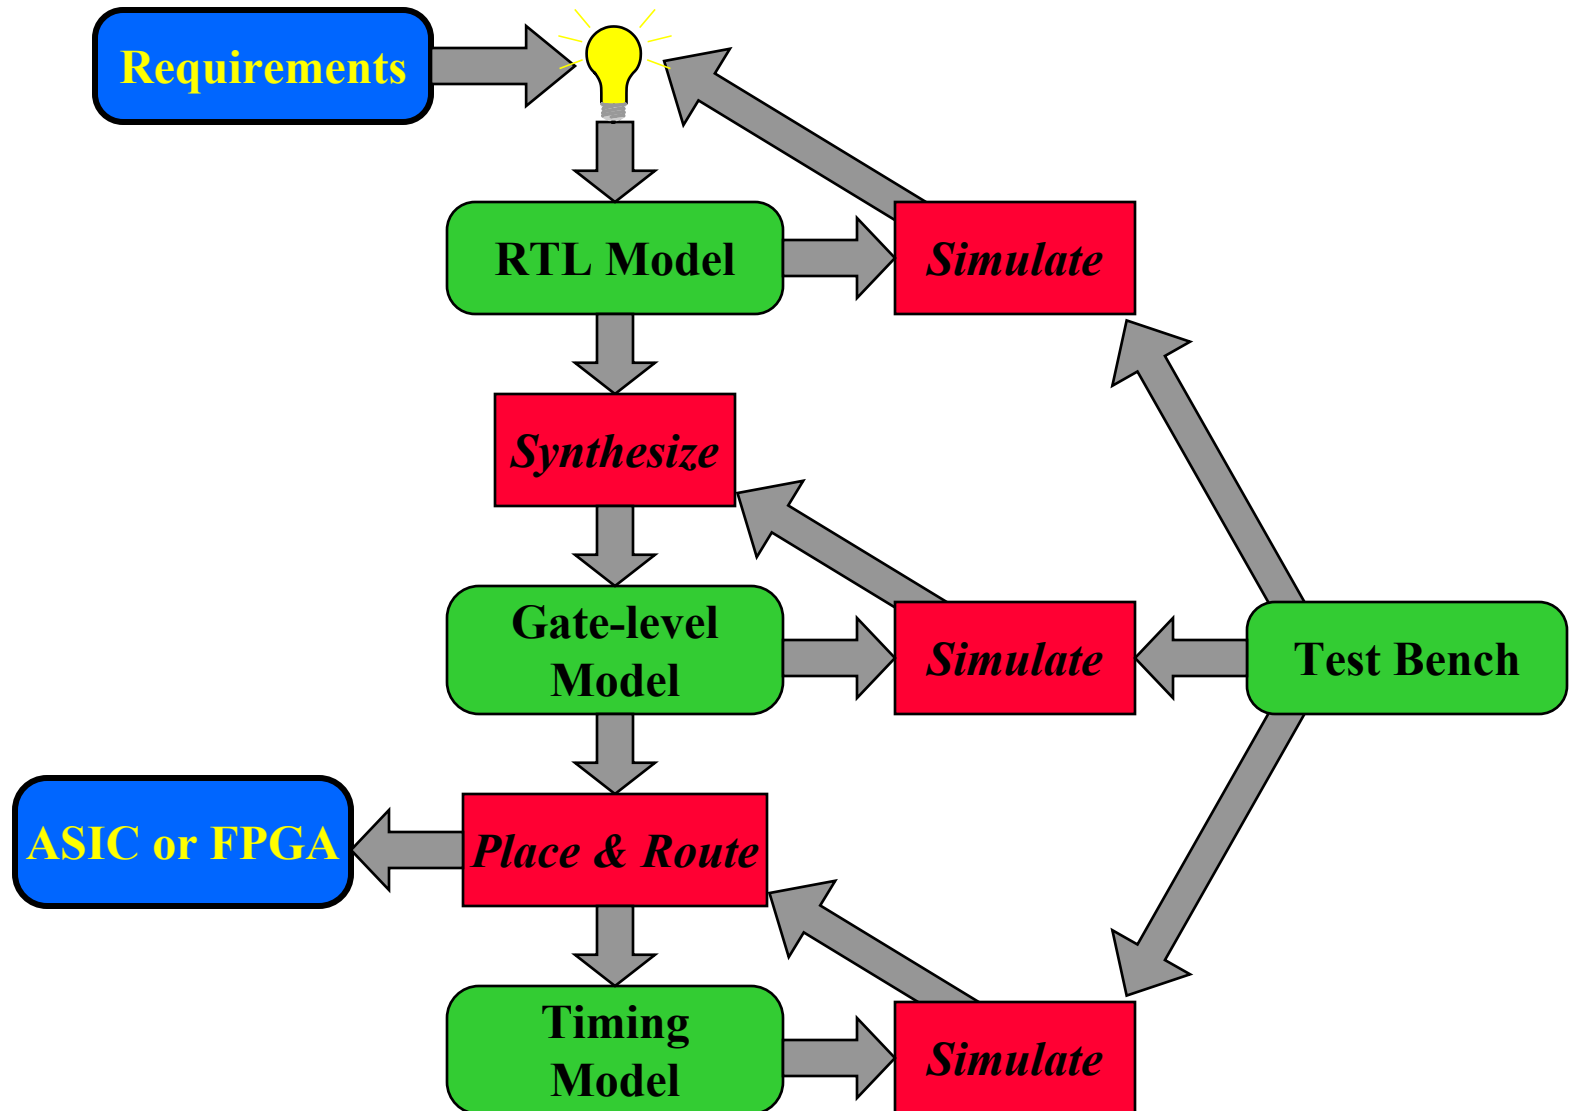 Requirements
RTL Model
Simulate
Synthesize
Gate-level
Model
Simulate
Test Bench
ASIC or FPGA
Place & Route
Timing
Model
Simulate